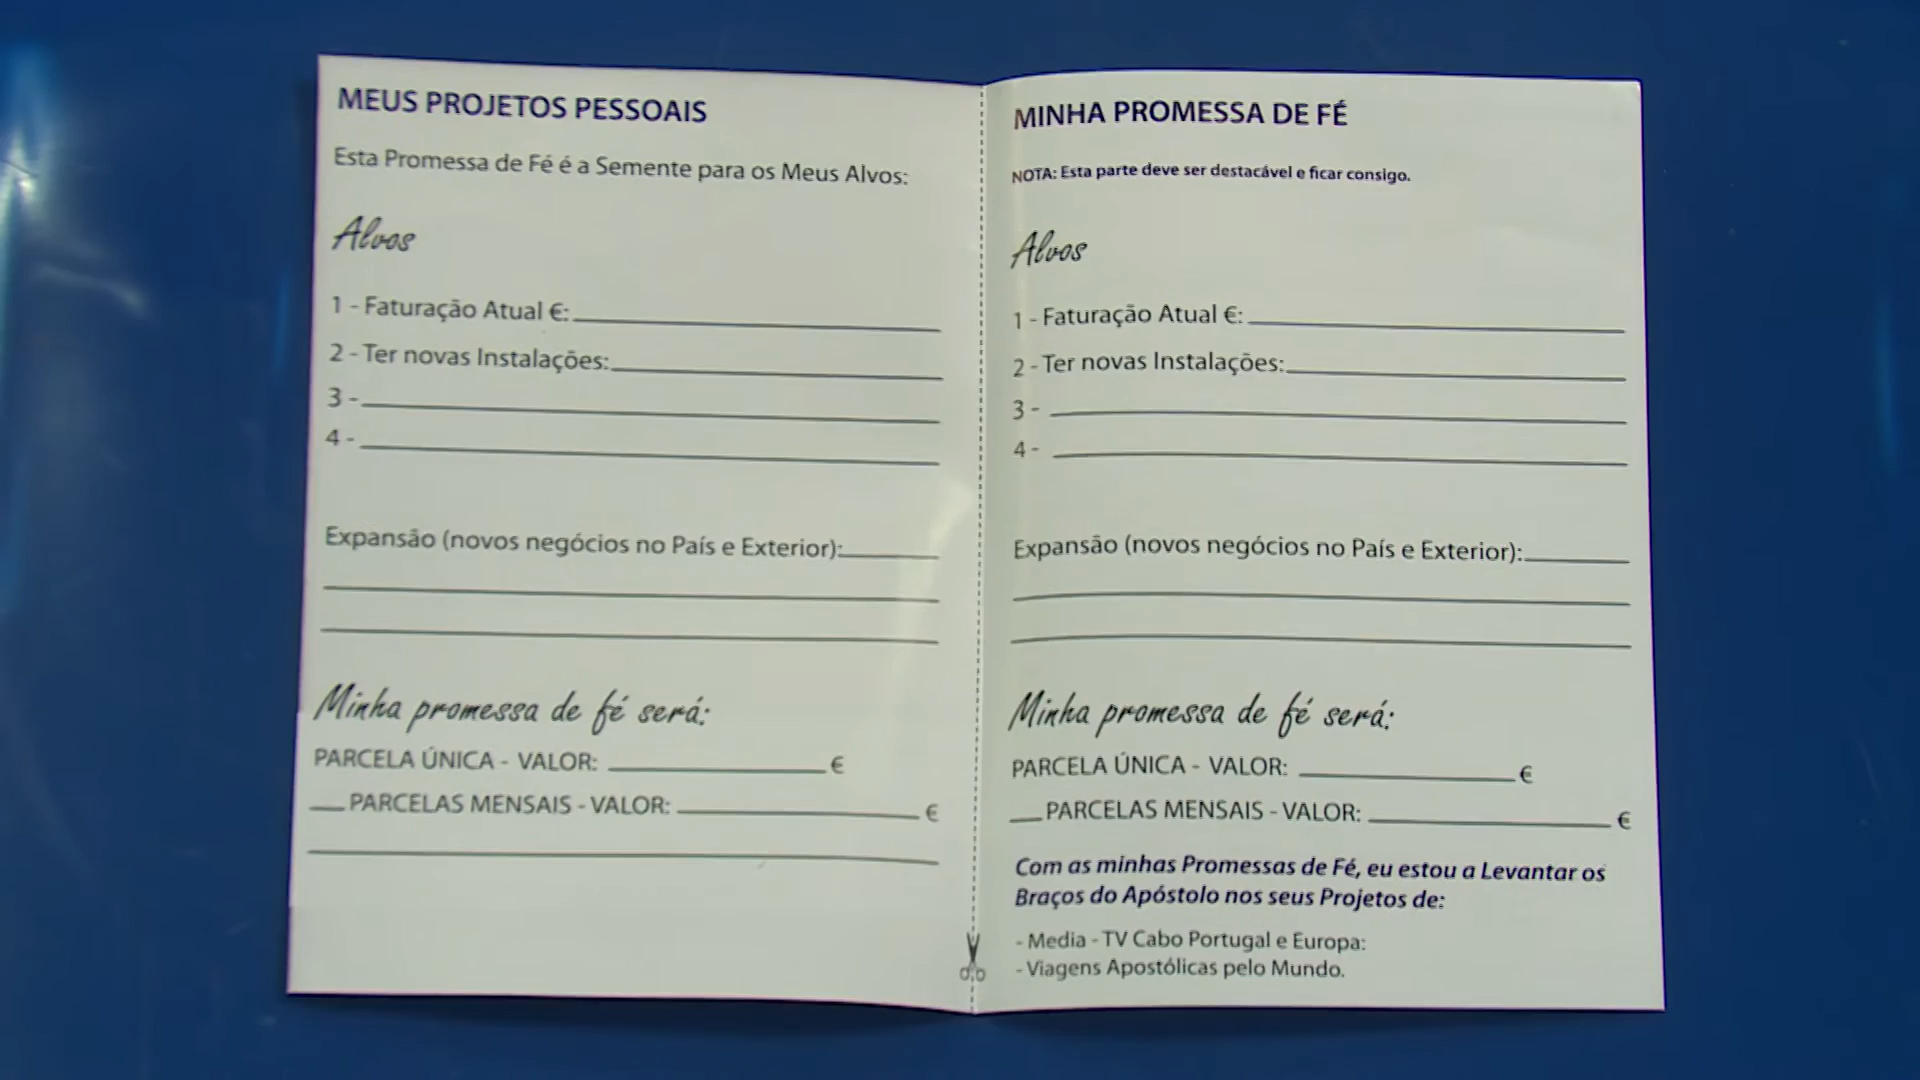 MEUS PROJETOS PESSOAIS
Esta Promessa de Fé é a Semente para os Meus Alvos:
Alvos
1 - Faturação Atual €:
2 - Ter novas Instalações:
3 -
4 -
Expansão (novos negócios no País e Exterior):
Minha promessa de fé será:
PARCELA ÚNICA - VALOR: €
PARCELAS MENSAIS - VALOR: €
MINHA PROMESSA DE FÉ
NOTA: Esta parte deve ser destacável e ficar consigo.
Alvos
1 - Faturação Atual €:
2 - Ter novas Instalações:
3 -
4 -
Expansão (novos negócios no País e Exterior):
Minha promessa de fé será:
PARCELA ÚNICA - VALOR: €
PARCELAS MENSAIS - VALOR: €
Com as minhas Promessas de Fé, eu estou a Levantar os
Braços do Apóstolo nos seus Projetos de:
- Media - TV Cabo Portugal e Europa:
- Viagens Apostólicas pelo Mundo.